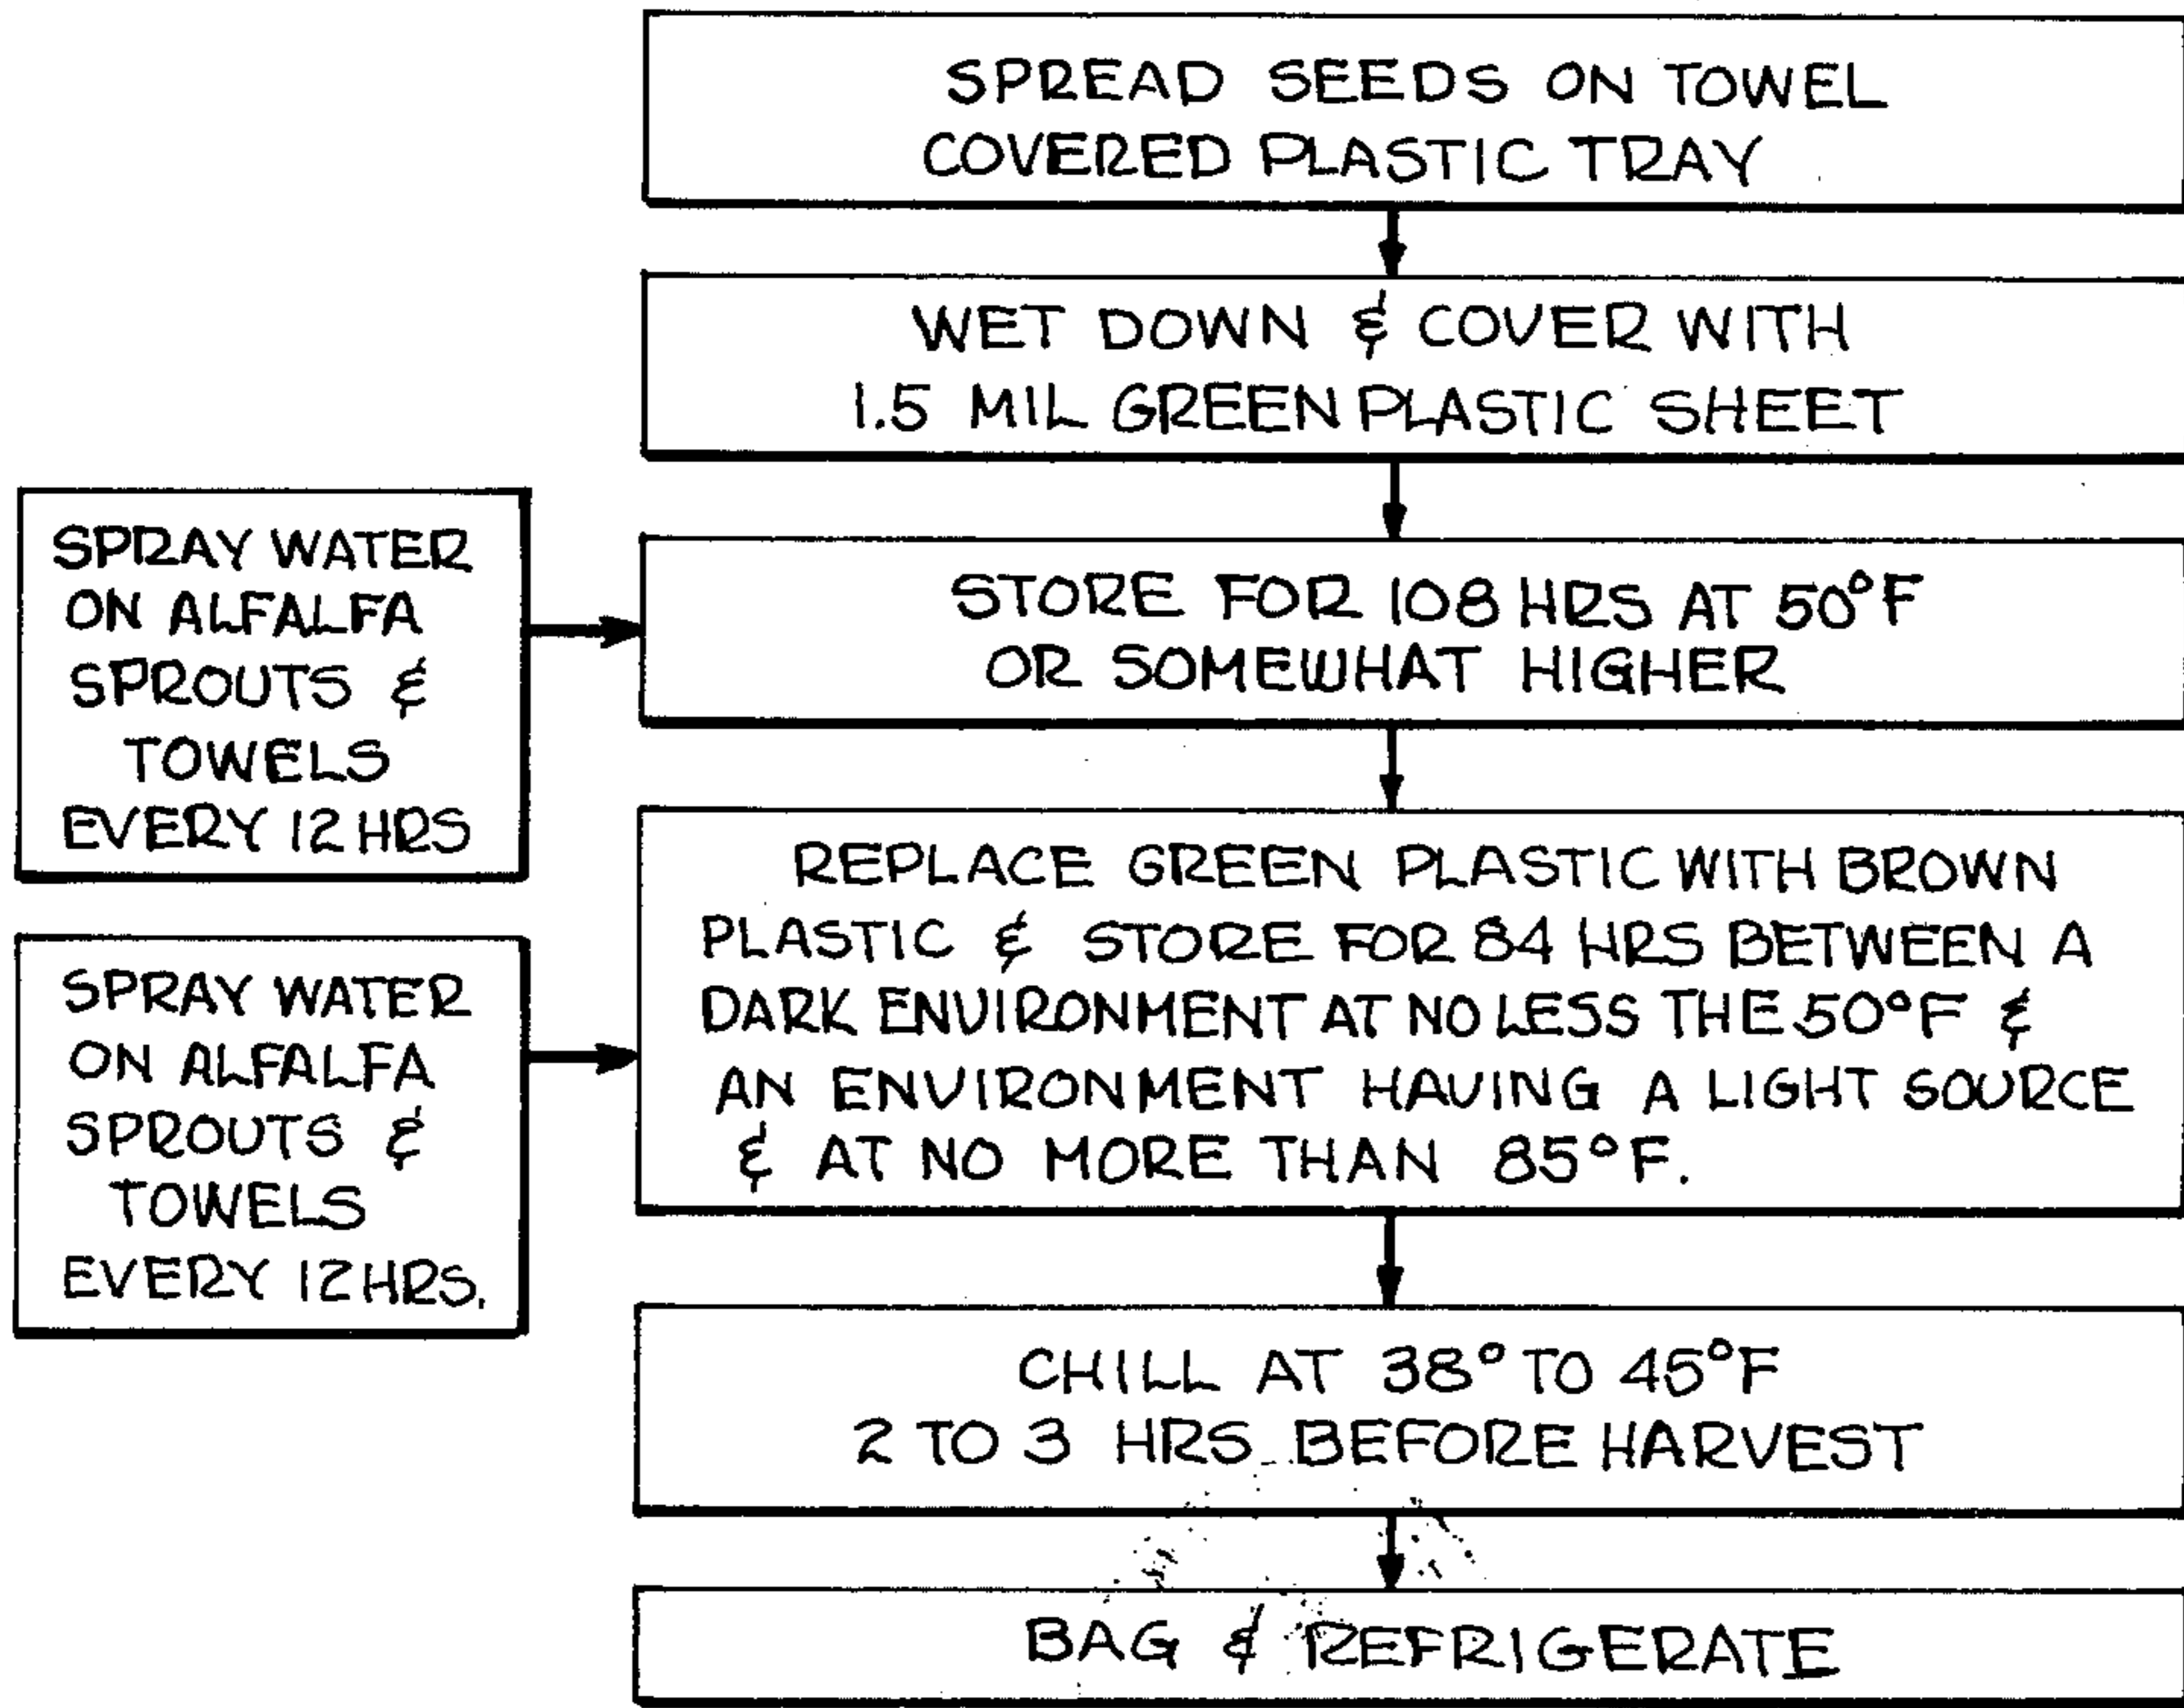 SPREAD SEEDS ON TOWEL
COVERED PLASTIC TRAY
WET DOWN & COVER WITH
1.5 MIL GREEN PLASTIC SHEET
SPRAY WATER
ON ALFALFA
SPROUTS &
TOWELS
EVERY 12 HRS
STORE FOR 108 HRS AT 50°F
OR SOMEWHAT HIGHER
REPLACE GREEN PLASTIC WITH BROWN
PLASTIC & STORE FOR 84 HRS BETWEEN A
DARK ENVIRONMENT AT NO LESS THE 50°F &
AN ENVIRONMENT HAVING A LIGHT SOURCE
& AT NO MORE THAN 85°F.
SPRAY WATER
ON ALFALFA
SPROUTS &
TOWELS
EVERY 12 HRS.
CHILL AT 38° TO 45°F
2 TO 3 HRS BEFORE HARVEST
BAG & REFRIGERATE